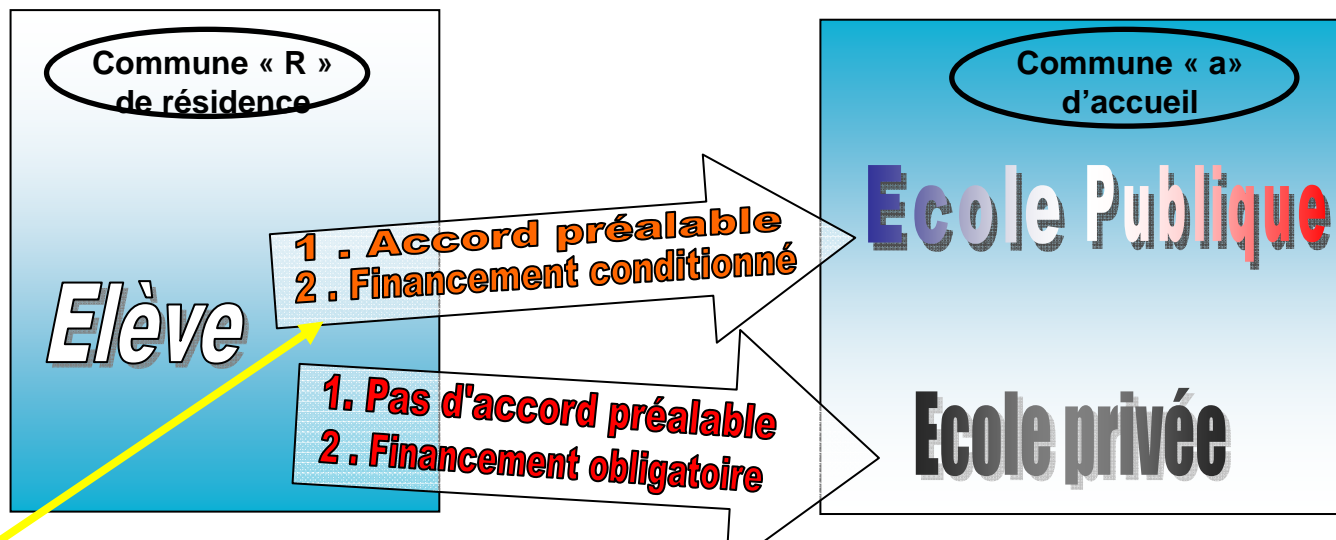 Commune « R »
de résidence
Commune « a»
d'accueil
Ecole Publique
1 . Accord préalable
2 . Financement conditionné
Elève
1. Pas d'accord préalable
2 . Financement obligatoire
Ecole privée